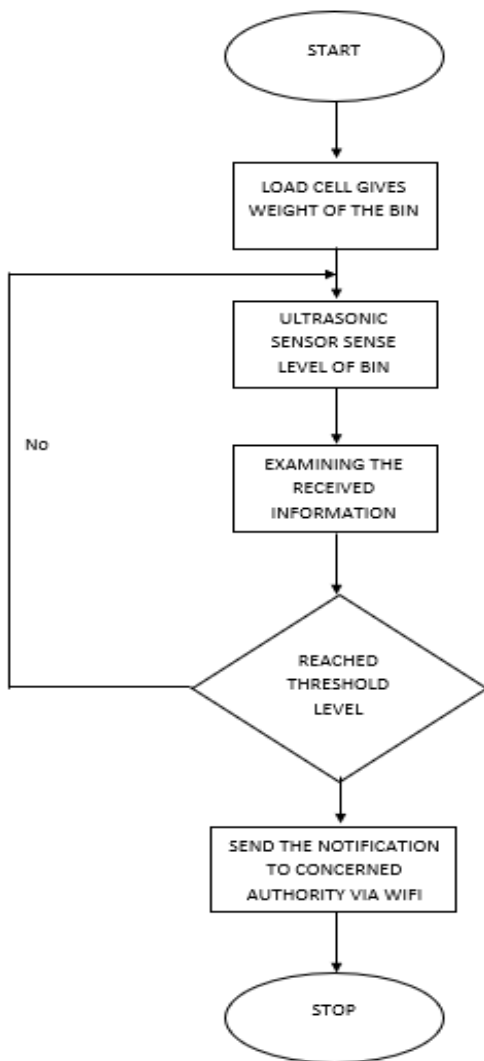 START
LOAD CELL GIVES
WEIGHT OF THE BIN
ULTRASONIC
SENSOR SENSE
LEVEL OF BIN
No
EXAMINING THE
RECEIVED
INFORMATION
REACHED
THRESHOLD
LEVEL
SEND THE NOTIFICATION
TO CONCERNED
AUTHORITY VIA WIFI
STOP